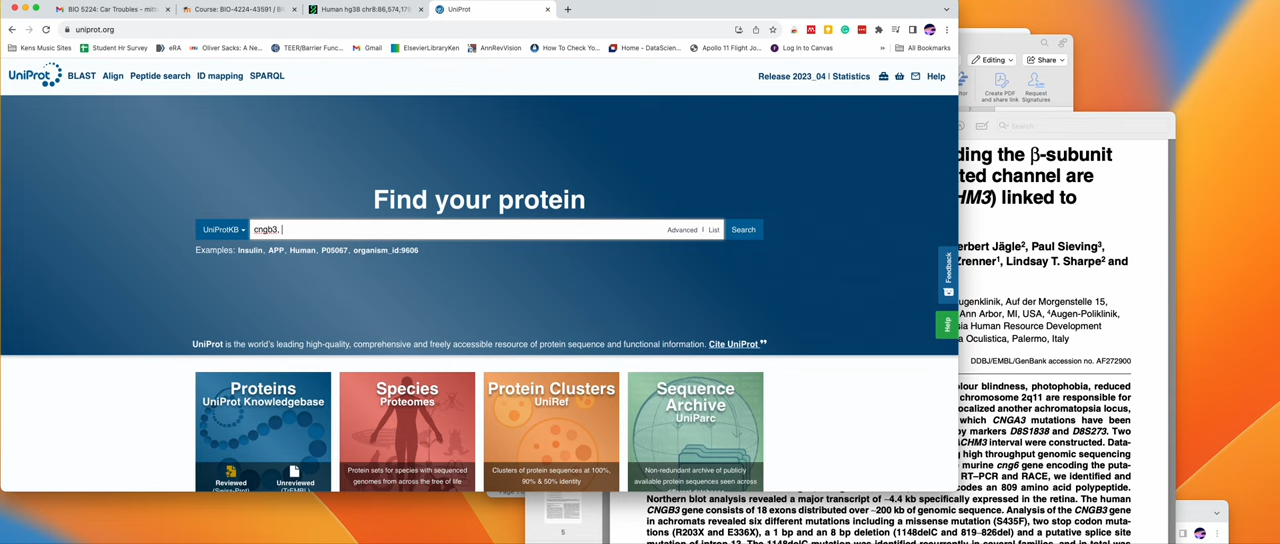 BIO 5224: Car Troubles - mitt
Course: BIO-4224-43591 / BI
Human hg38 chr8:86,574,179
UniProt
uniprot.org
Kens Music Sites
Student Hr Survey
eRA
Oliver Sacks: A Ne...
TEER/Barrier Func...
Gmail
ElsevierLibraryKen
AnnRevVision
How To Check Yo...
Home - DataScien...
Apollo 11 Flight Jo...
Log In to Canvas
»
All Bookmarks
UniProt
BLAST Align Peptide search ID mapping SPARQL
Release 2023_04 | Statistics
Help
Find your protein
UniProtKB
cngb3,
Advanced | List
Search
Examples: Insulin, APP, Human, P05067, organism_id:9606
Feedback
Help
UniProt is the world's leading high-quality, comprehensive and freely accessible resource of protein sequence and functional information. Cite UniProt
Proteins
UniProt Knowledgebase
Reviewed
(Swiss-Prot)
Unreviewed
(TrEMBL)
Species
Proteomes
Protein sets for species with sequenced
genomes from across the tree of life
Protein Clusters
UniRef
Clusters of protein sequences at 100%,
90% & 50% identity
Sequence
Archive
UniParc
Non-redundant archive of publicly
available protein sequences seen across
Editing
Share
Create PDF
and share link
Request
Signatures
Search
ding the β-subunit
ted channel are
HM3) linked to
erbert Jägle2, Paul Sieving3,
Zrenner1, Lindsay T. Sharpe2 and
ugenklinik, Auf der Morgenstelle 15,
Ann Arbor, MI, USA, 4Augen-Poliklinik,
sia Human Resource Development
a Oculistica, Palermo, Italy
DDBJ/EMBL/GenBank accession no. AF272900
lour blindness, photophobia, reduced
chromosome 2q11 are responsible for
ocalized another achromatopsia locus,
which CNGA3 mutations have been
by markers D8S1838 and D8S273. Two
ACHM3 interval were constructed. Data-
g high throughput genomic sequencing
murine cng6 gene encoding the puta-
RT–PCR and RACE, we identified and
codes an 809 amino acid polypeptide.
Northern blot analysis revealed a major transcript of ~4.4 kb specifically expressed in the retina. The human
CNGB3 gene consists of 18 exons distributed over ~200 kb of genomic sequence. Analysis of the CNGB3 gene
in achromats revealed six different mutations including a missense mutation (S435F), two stop codon muta-
tions (R203X and E336X), a 1 bp and an 8 bp deletion (1148delC and 819–826del) and a putative splice site
5